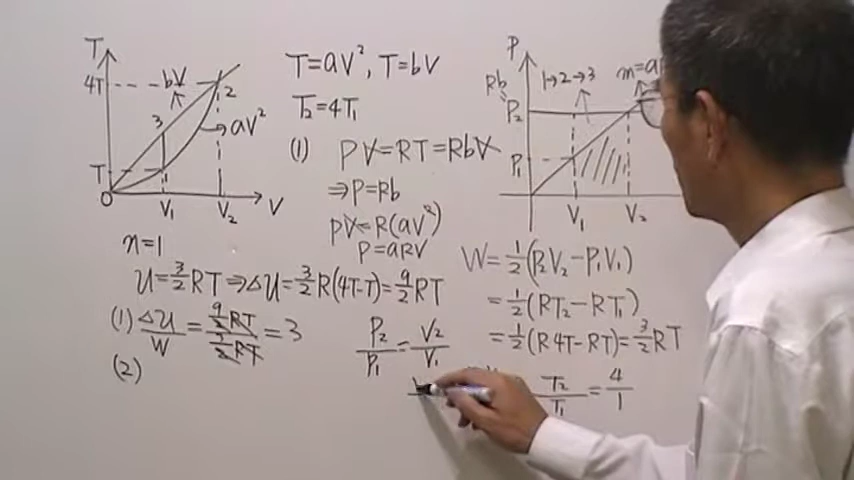 T
4T
bV
2
3
aV²
T
O
V₁
V₂
V
T=aV², T=bV
T₂=4T₁
(1) PV=RT=RbV
⇒P=Rb
PV=R(aV²)
P=aRV
P
Rb
1→2→3
m=a
P₂
P₁
V₁
V₂
n=1
U=3/2RT⇒ΔU=3/2R(4T-T)=9/2RT
(1) ΔU/W = 9/2RT / 3/2RT = 3
(2)
P₂/P₁ = V₂/V₁
W=1/2(P₂V₂-P₁V₁)
=1/2(RT₂-RT₁)
=1/2(R4T-RT)=3/2RT
T₂/T₁ = 4/1